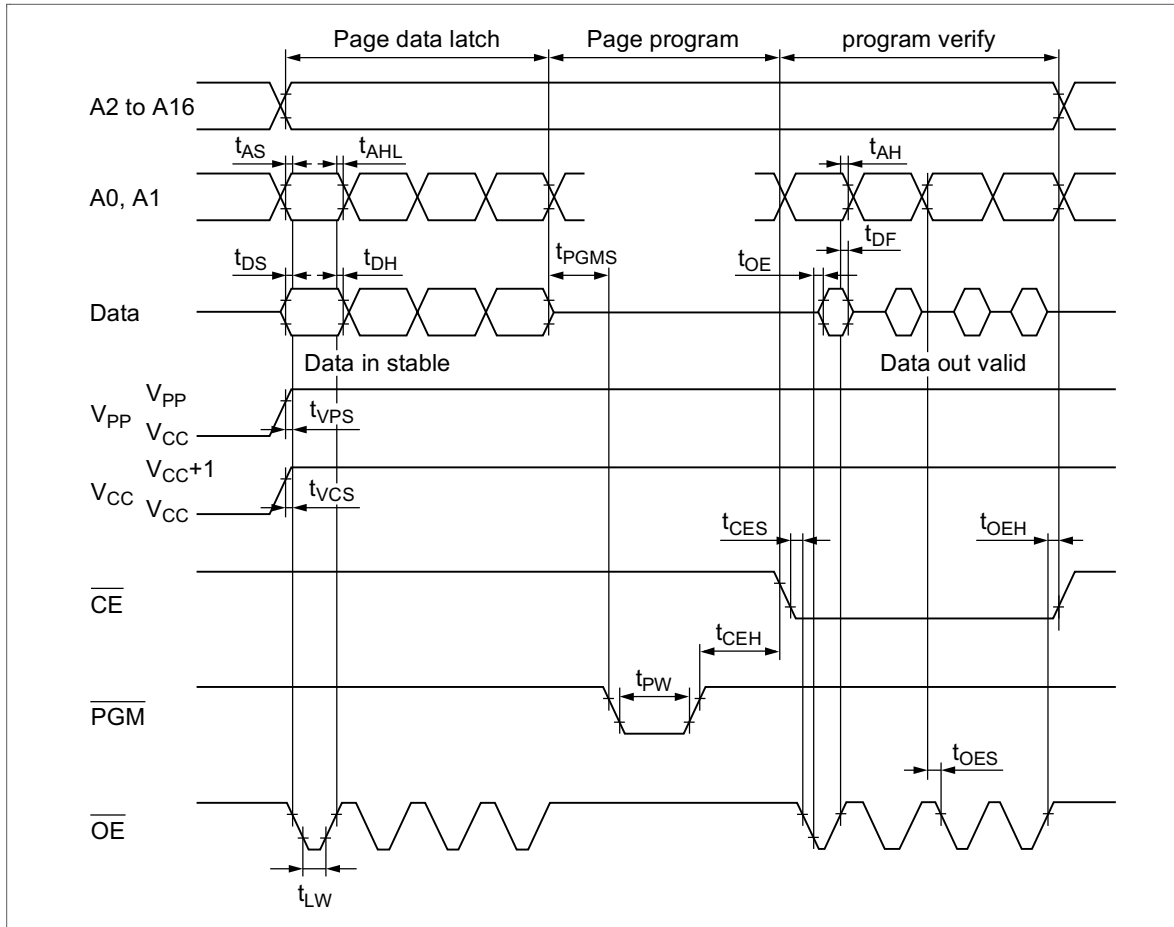 Page data latch Page program program verify
A2 to A16
tAS tAHL tAH
A0, A1
tPGMS tDF
tDS tDH tOE
Data
Data in stable Data out valid
VPP
VPP tVPS
VCC
VCC+1
VCC tVCS
VCC
tCES tOEH
CE
tCEH
tPW
PGM
tOES
OE
tLW